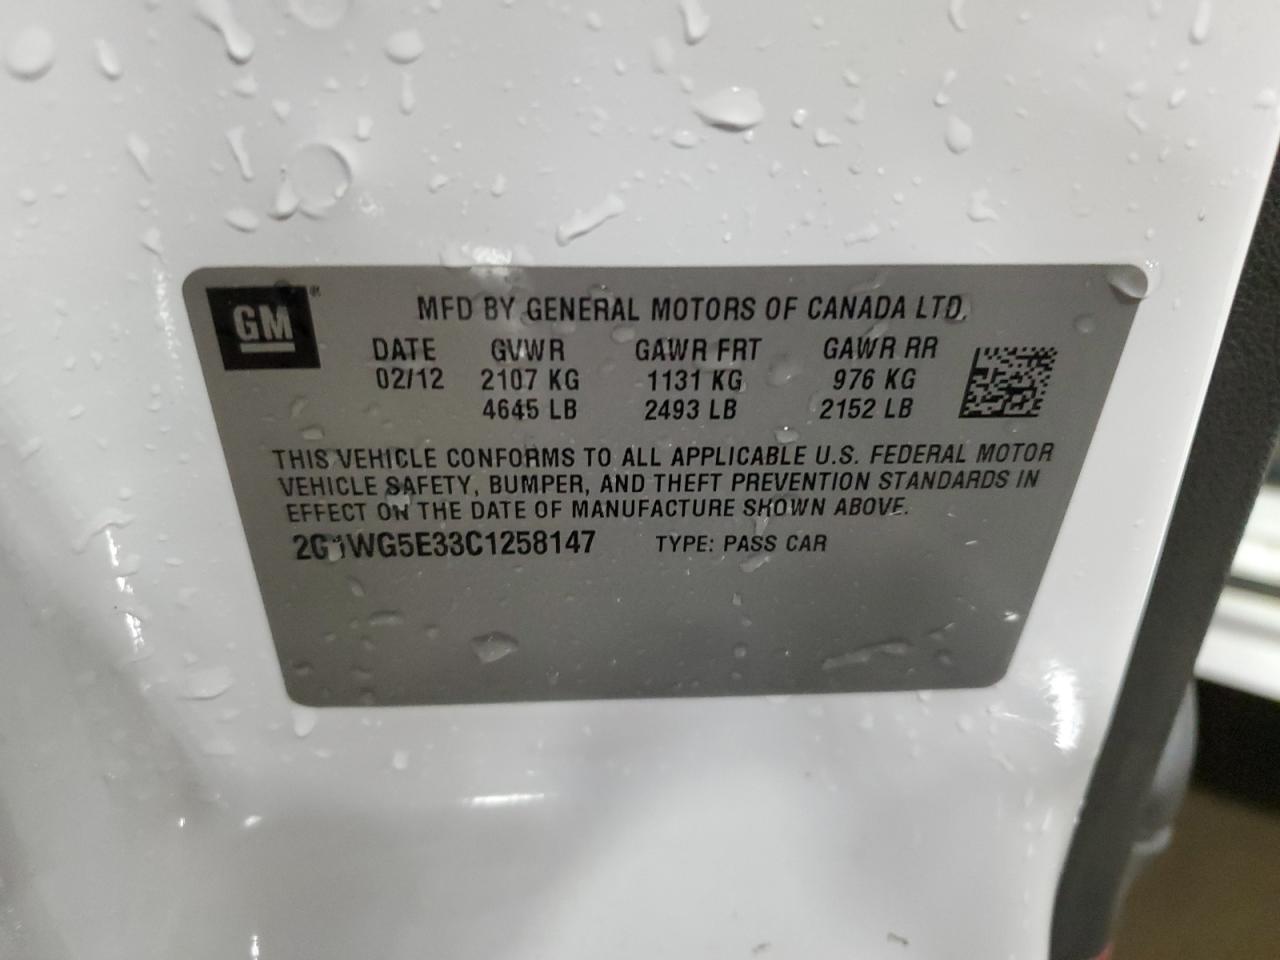 GM®
MFD BY GENERAL MOTORS OF CANADA LTD.
DATE GVWR GAWR FRT GAWR RR
02/12 2107 KG 1131 KG 976 KG
4645 LB 2493 LB 2152 LB
THIS VEHICLE CONFORMS TO ALL APPLICABLE U.S. FEDERAL MOTOR
VEHICLE SAFETY, BUMPER, AND THEFT PREVENTION STANDARDS IN
EFFECT ON THE DATE OF MANUFACTURE SHOWN ABOVE.
2G1WG5E33C1258147 TYPE: PASS CAR